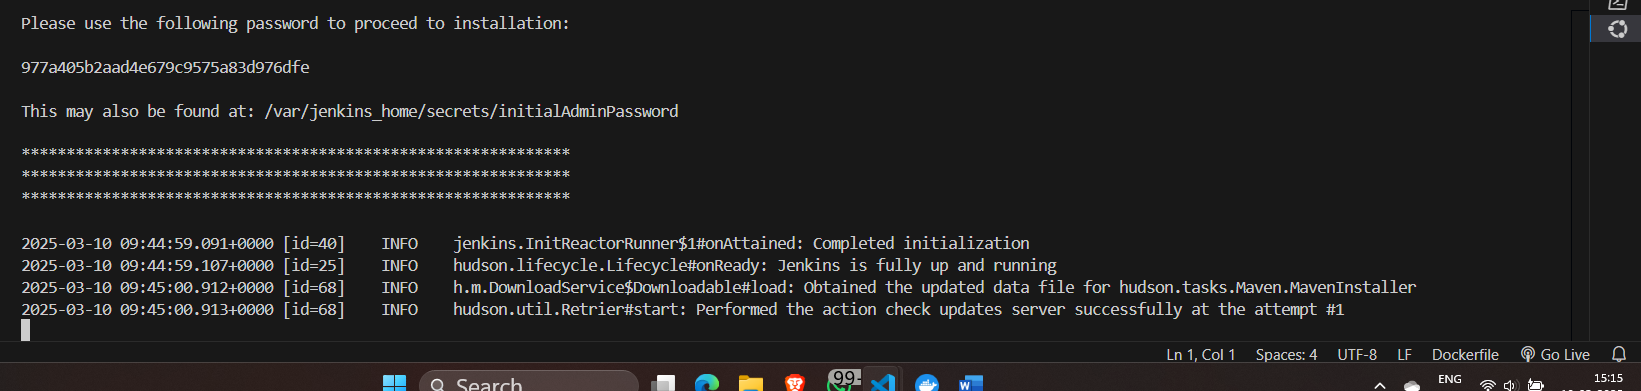 Please use the following password to proceed to installation:
977a405b2aad4e679c9575a83d976dfe
This may also be found at: /var/jenkins_home/secrets/initialAdminPassword
*************************************************************
*************************************************************
*************************************************************
2025-03-10 09:44:59.091+0000 [id=40] INFO jenkins.InitReactorRunner$1#onAttained: Completed initialization
2025-03-10 09:44:59.107+0000 [id=25] INFO hudson.lifecycle.Lifecycle#onReady: Jenkins is fully up and running
2025-03-10 09:45:00.912+0000 [id=68] INFO h.m.DownloadService$Downloadable#load: Obtained the updated data file for hudson.tasks.Maven.MavenInstaller
2025-03-10 09:45:00.913+0000 [id=68] INFO hudson.util.Retrier#start: Performed the action check updates server successfully at the attempt #1
Ln 1, Col 1 Spaces: 4 UTF-8 LF Dockerfile Go Live
Search 99 W ENG 15:15